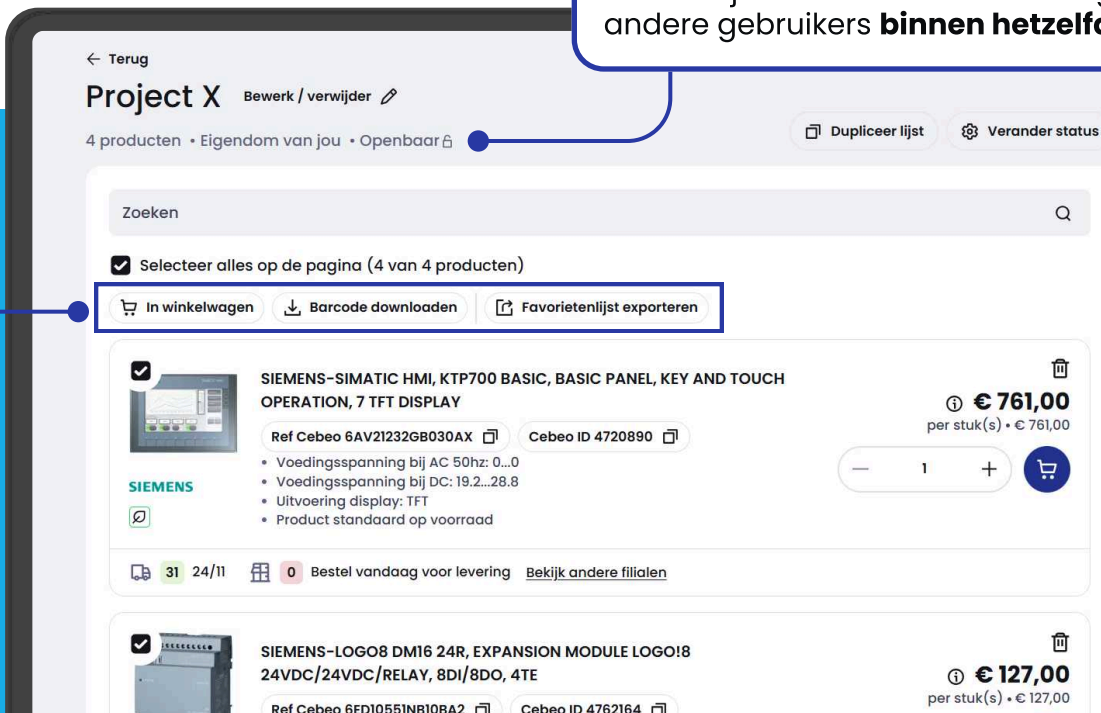 andere gebruikers binnen hetzelf
← Terug
Project X Bewerk / verwijder
4 producten • Eigendom van jou • Openbaar
Dupliceer lijst Verander status
Zoeken
Selecteer alles op de pagina (4 van 4 producten)
In winkelwagen Barcode downloaden Favorietenlijst exporteren
SIEMENS-SIMATIC HMI, KTP700 BASIC, BASIC PANEL, KEY AND TOUCH
OPERATION, 7 TFT DISPLAY
€ 761,00
per stuk(s) • € 761,00
Ref Cebeo 6AV21232GB030AX Cebeo ID 4720890
• Voedingsspanning bij AC 50hz: 0...0
• Voedingsspanning bij DC: 19.2...28.8
• Uitvoering display: TFT
• Product standaard op voorraad
1
SIEMENS
31 24/11 0 Bestel vandaag voor levering Bekijk andere filialen
SIEMENS-LOGO8 DM16 24R, EXPANSION MODULE LOGO!8
24VDC/24VDC/RELAY, 8DI/8DO, 4TE
€ 127,00
per stuk(s) • € 127,00
Ref Cebeo 6ED10551NB10BA2 Cebeo ID 4762164